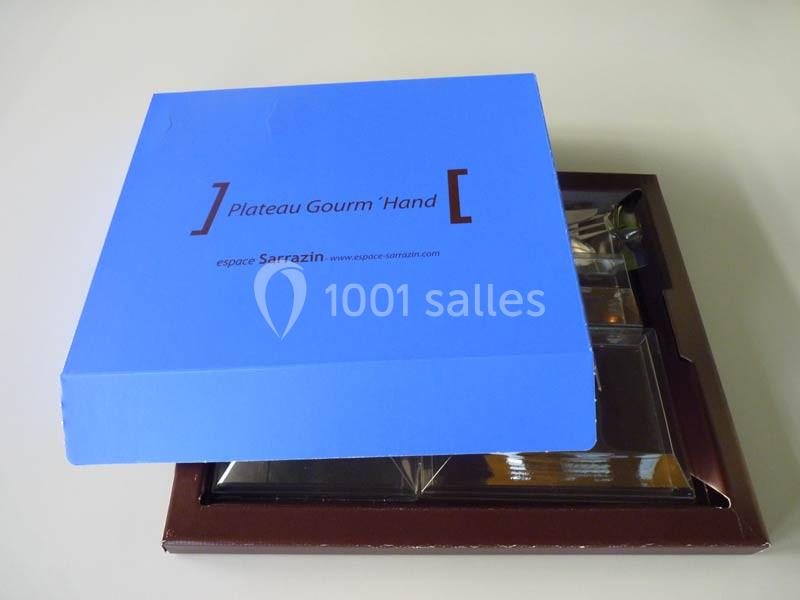 ] Plateau Gourm´Hand [
espace Sarrazin - www.espace-sarrazin.com
1001 salles